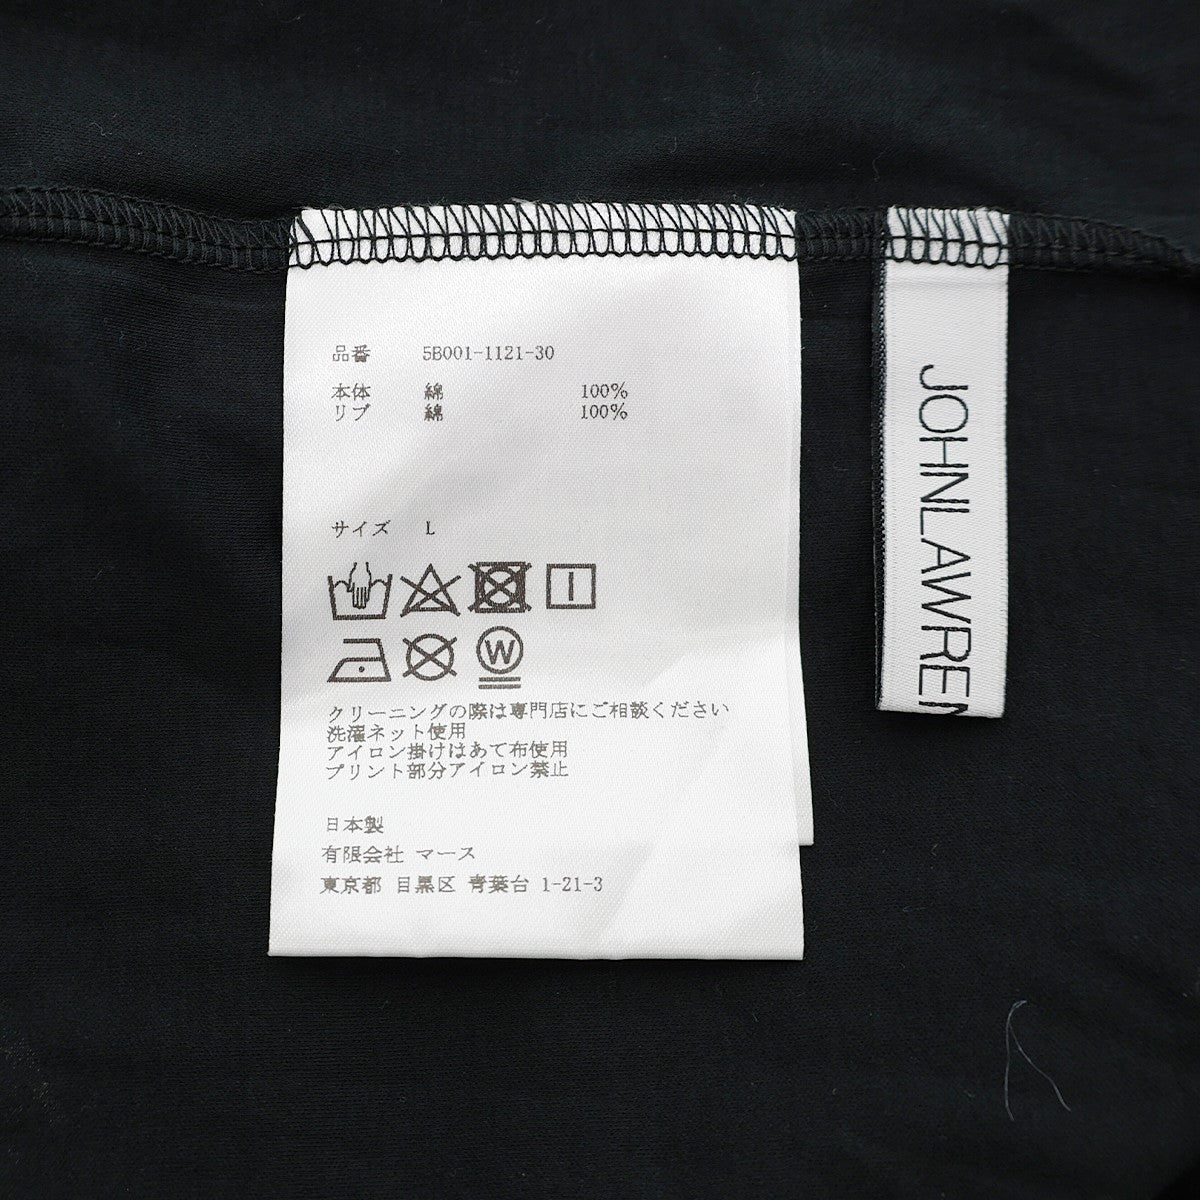 品番 5B001-1121-30
本体 綿 100%
リブ 綿 100%
サイズ L
W
クリーニングの際は専門店にご相談ください
洗濯ネット使用
アイロン掛けはあて布使用
プリント部分アイロン禁止
日本製
有限会社 マース
東京都 目黒区 青葉台 1-21-3
JOHNLAWREN